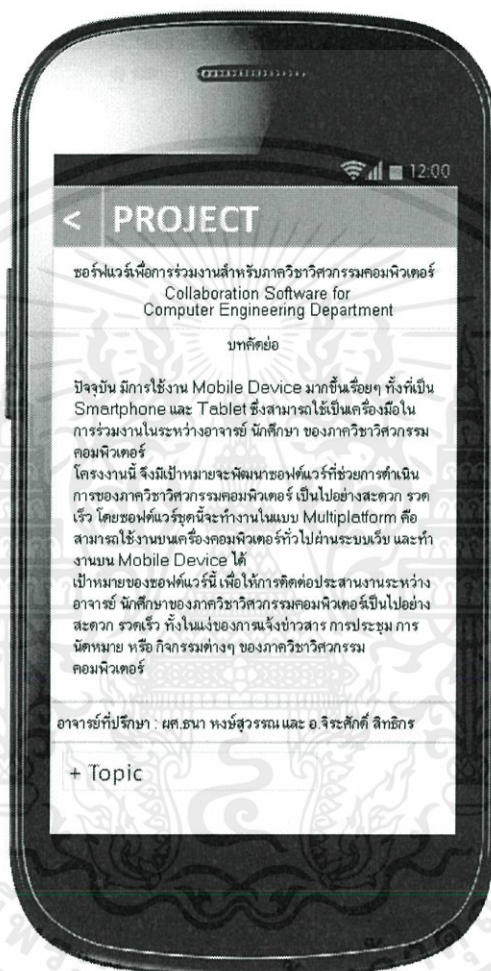 12:00
< PROJECT
ซอร์ฟแวร์เพื่อการร่วมงานสำหรับภาควิชาวิศวกรรมคอมพิวเตอร์
Collaboration Software for
Computer Engineering Department
บทคัดย่อ
ปัจจุบัน มีการใช้งาน Mobile Device มากขึ้นเรื่อยๆ ทั้งที่เป็น
Smartphone และ Tablet ซึ่งสามารถใช้เป็นเครื่องมือใน
การร่วมงานในระหว่างอาจารย์ นักศึกษา ของภาควิชาวิศวกรรม
คอมพิวเตอร์
โครงงานนี้ จึงมีเป้าหมายจะพัฒนาซอฟต์แวร์ที่ช่วยการดำเนิน
การของภาควิชาวิศวกรรมคอมพิวเตอร์ เป็นไปอย่างสะดวก รวด
เร็ว โดยซอฟต์แวร์ชุดนี้จะทำงานในแบบ Multiplatform คือ
สามารถใช้งานบนเครื่องคอมพิวเตอร์ทั่วไปผ่านระบบเว็บ และทำ
งานบน Mobile Device ได้
เป้าหมายของซอฟต์แวร์นี้ เพื่อให้การติดต่อประสานงานระหว่าง
อาจารย์ นักศึกษาของภาควิชาวิศวกรรมคอมพิวเตอร์เป็นไปอย่าง
สะดวก รวดเร็ว ทั้งในแง่ของการแจ้งข่าวสาร การประชุม การ
นัดหมาย หรือ กิจกรรมต่างๆ ของภาควิชาวิศวกรรม
คอมพิวเตอร์
อาจารย์ที่ปรึกษา : ผศ.ธนา หงษ์สุวรรณ และ อ.จิระศักดิ์ สิทธิกร
+ Topic